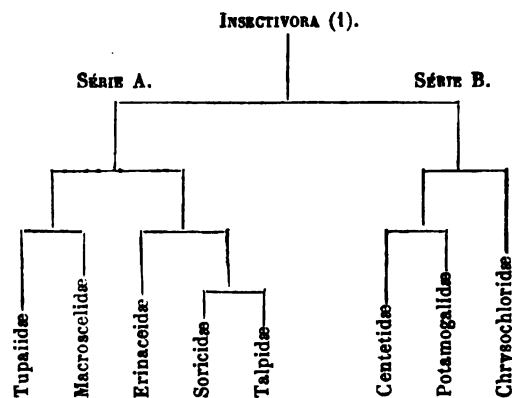 INSECTIVORA (1).
SÉRIE A.
SÉRIE B.
Tupaiidæ
Macroscelidæ
Erinaceidæ
Soricidæ
Talpidæ
Centetidæ
Potamogalidæ
Chrysochloridæ